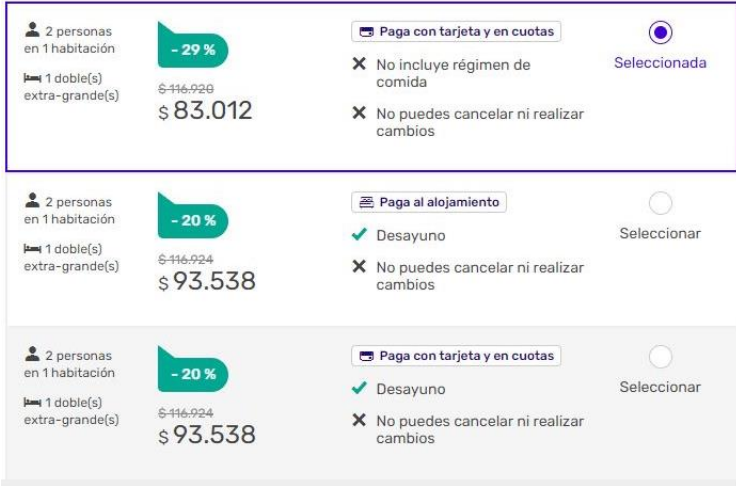 2 personas
en 1 habitación
1 doble(s)
extra-grande(s)
- 29 %
$ 116.920
$ 83.012
Paga con tarjeta y en cuotas
No incluye régimen de
comida
No puedes cancelar ni realizar
cambios
Seleccionada
2 personas
en 1 habitación
1 doble(s)
extra-grande(s)
- 20 %
$ 116.924
$ 93.538
Paga al alojamiento
Desayuno
No puedes cancelar ni realizar
cambios
Seleccionar
2 personas
en 1 habitación
1 doble(s)
extra-grande(s)
- 20 %
$ 116.924
$ 93.538
Paga con tarjeta y en cuotas
Desayuno
No puedes cancelar ni realizar
cambios
Seleccionar